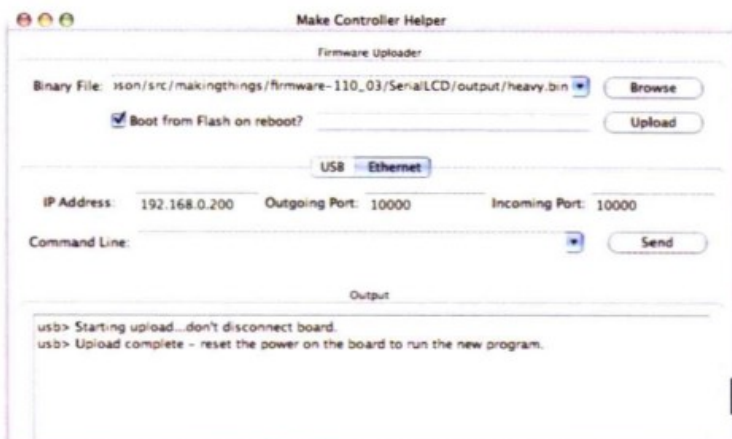 Make Controller Helper
Firmware Uploader
Binary File: son/src/makingthings/firmware-110_03/SerialLCD/output/heavy.bin Browse
Boot from Flash on reboot? Upload
USB Ethernet
IP Address: 192.168.0.200 Outgoing Port: 10000 Incoming Port: 10000
Command Line: Send
Output
usb> Starting upload...don't disconnect board.
usb> Upload complete - reset the power on the board to run the new program.